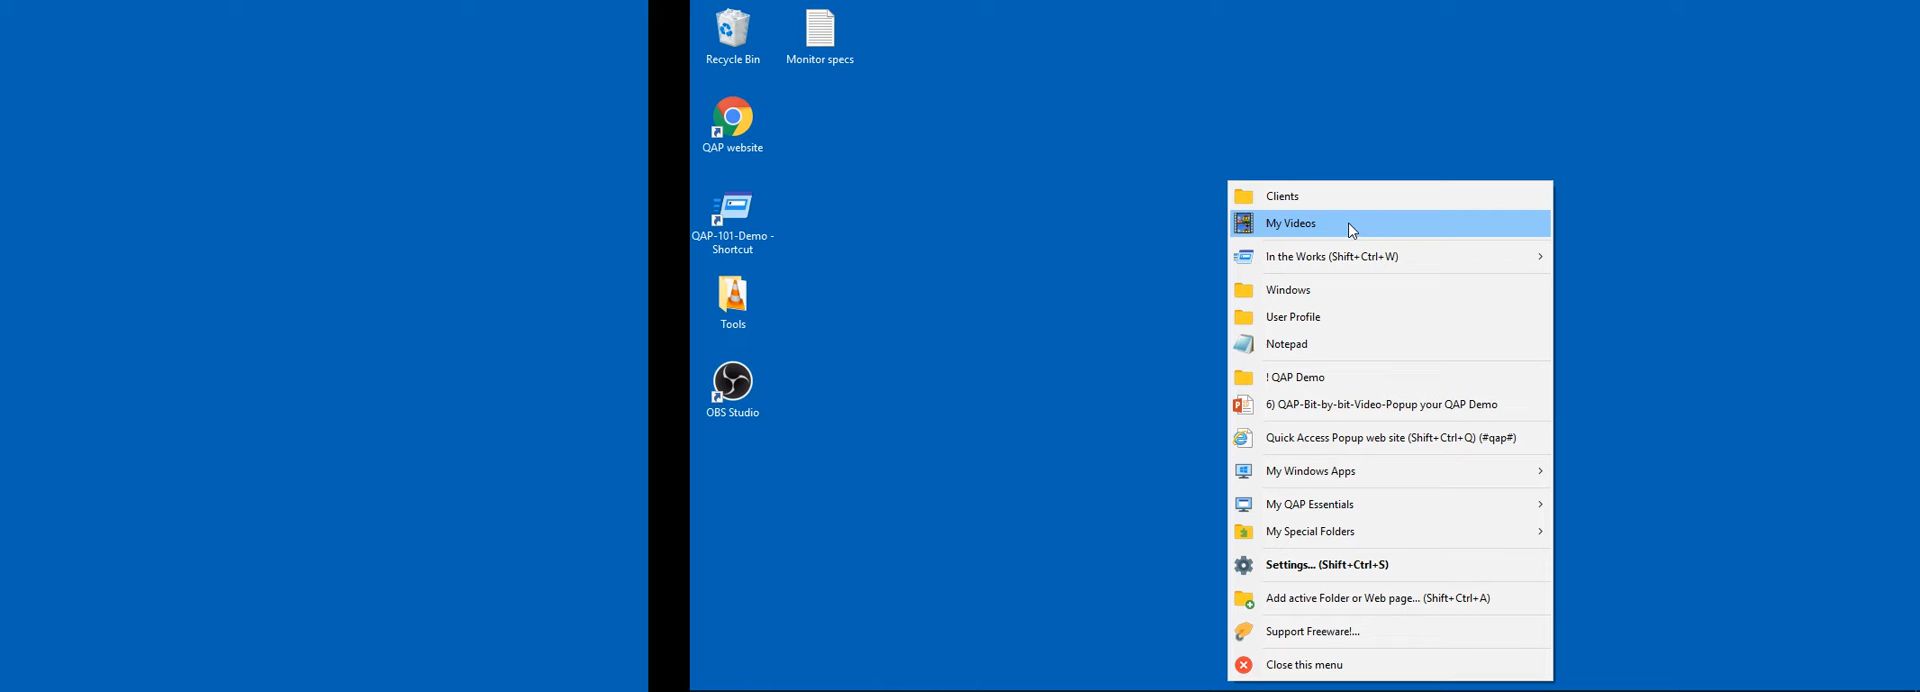 Recycle Bin
Monitor specs
QAP website
QAP-101-Demo -
Shortcut
Tools
OBS Studio
Clients
My Videos
In the Works (Shift+Ctrl+W)
Windows
User Profile
Notepad
! QAP Demo
6) QAP-Bit-by-bit-Video-Popup your QAP Demo
Quick Access Popup web site (Shift+Ctrl+Q) (#qap#)
My Windows Apps
My QAP Essentials
My Special Folders
Settings... (Shift+Ctrl+S)
Add active Folder or Web page... (Shift+Ctrl+A)
Support Freeware!...
Close this menu